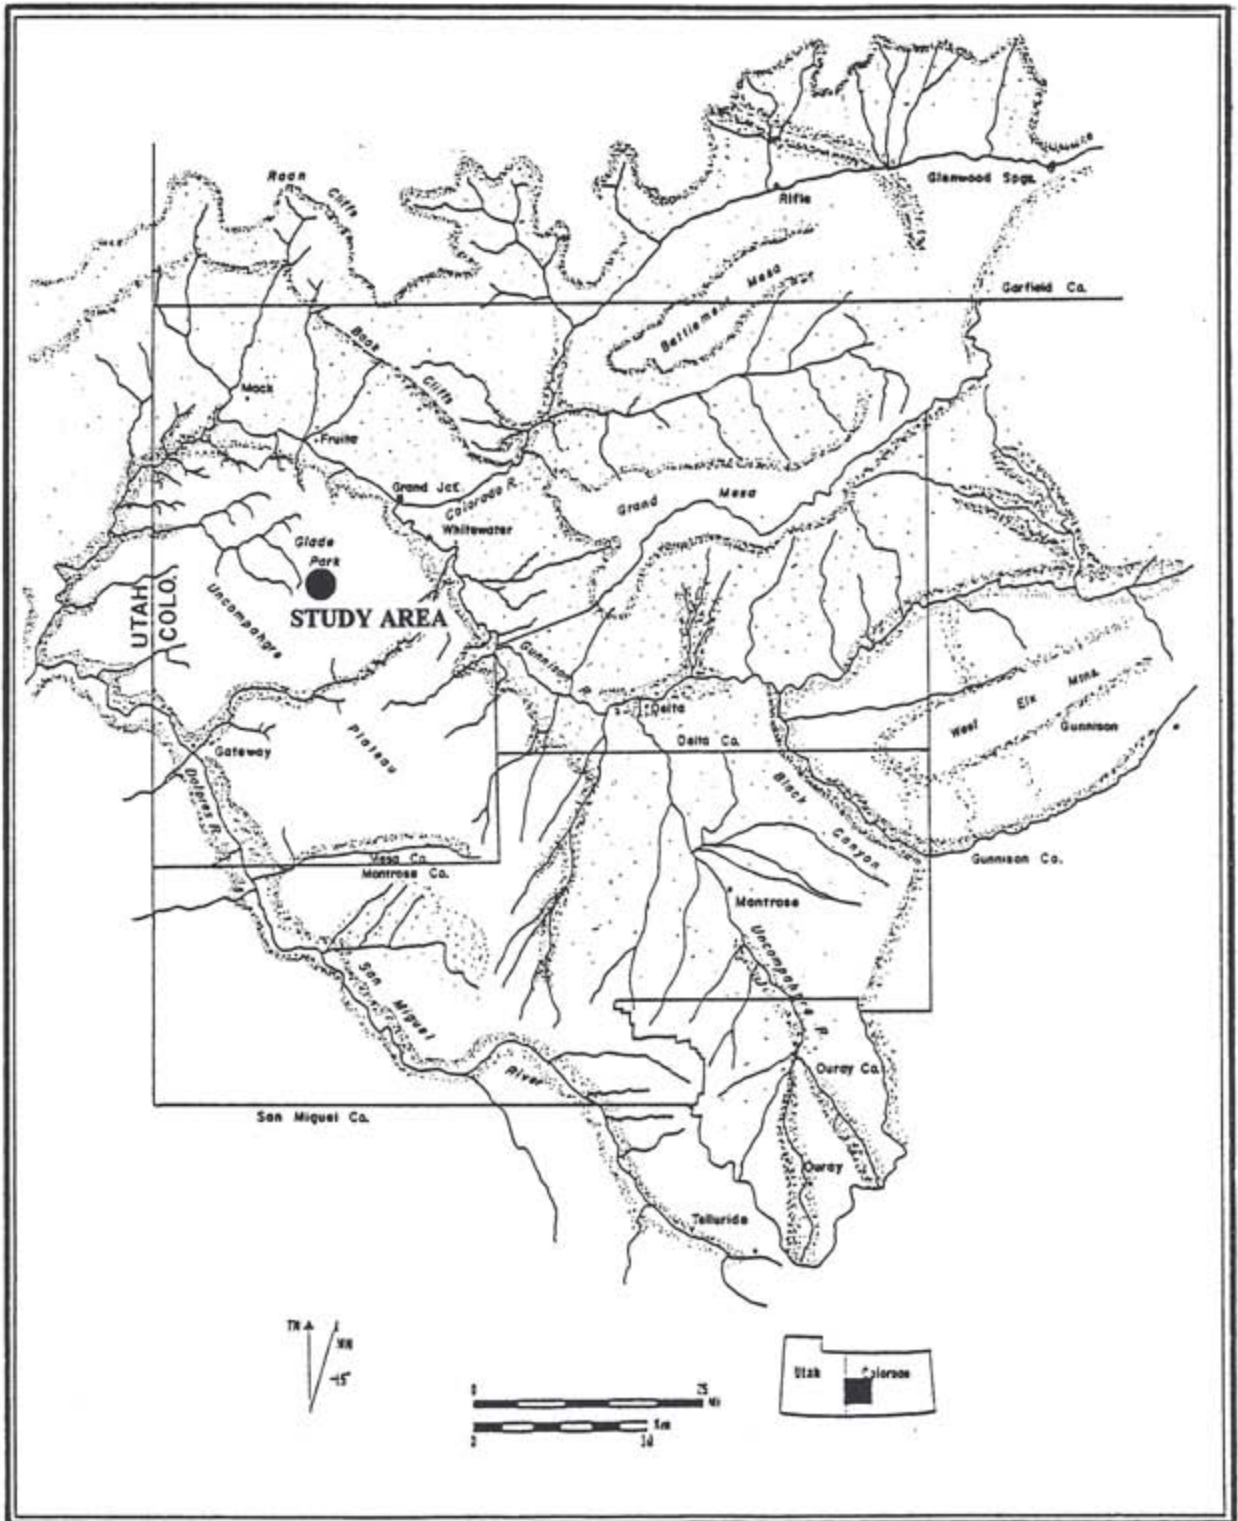 Roan
Cliffs
Glenwood Spgs.
Rifle
Mesa
Garfield Co.
Book
Cliffs
Mack
Fruita
Grand Jct.
Colorado R.
Grand
Mesa
Whitewater
Glade
Park
UTAH
COLO.
Uncompahgre
STUDY AREA
Gunnison R.
Delta
West Elk Mtns.
Gunnison
Delta Co.
Plateau
Gateway
Dolores R.
Black
Canyon
Mesa Co.
Montrose Co.
Gunnison Co.
Montrose
Uncompahgre R.
San
Miguel
River
Ouray Co.
San Miguel Co.
Ouray
Telluride
TN
MN
15°
0
25
Mi
Km
0
Utah
Colorado